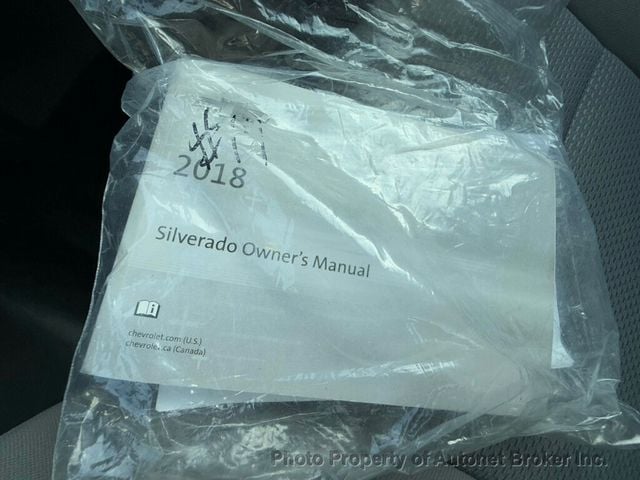 2018
Silverado Owner's Manual
chevrolet.com (U.S.)
chevrolet.ca (Canada)
Photo Property of Autonet Broker Inc.